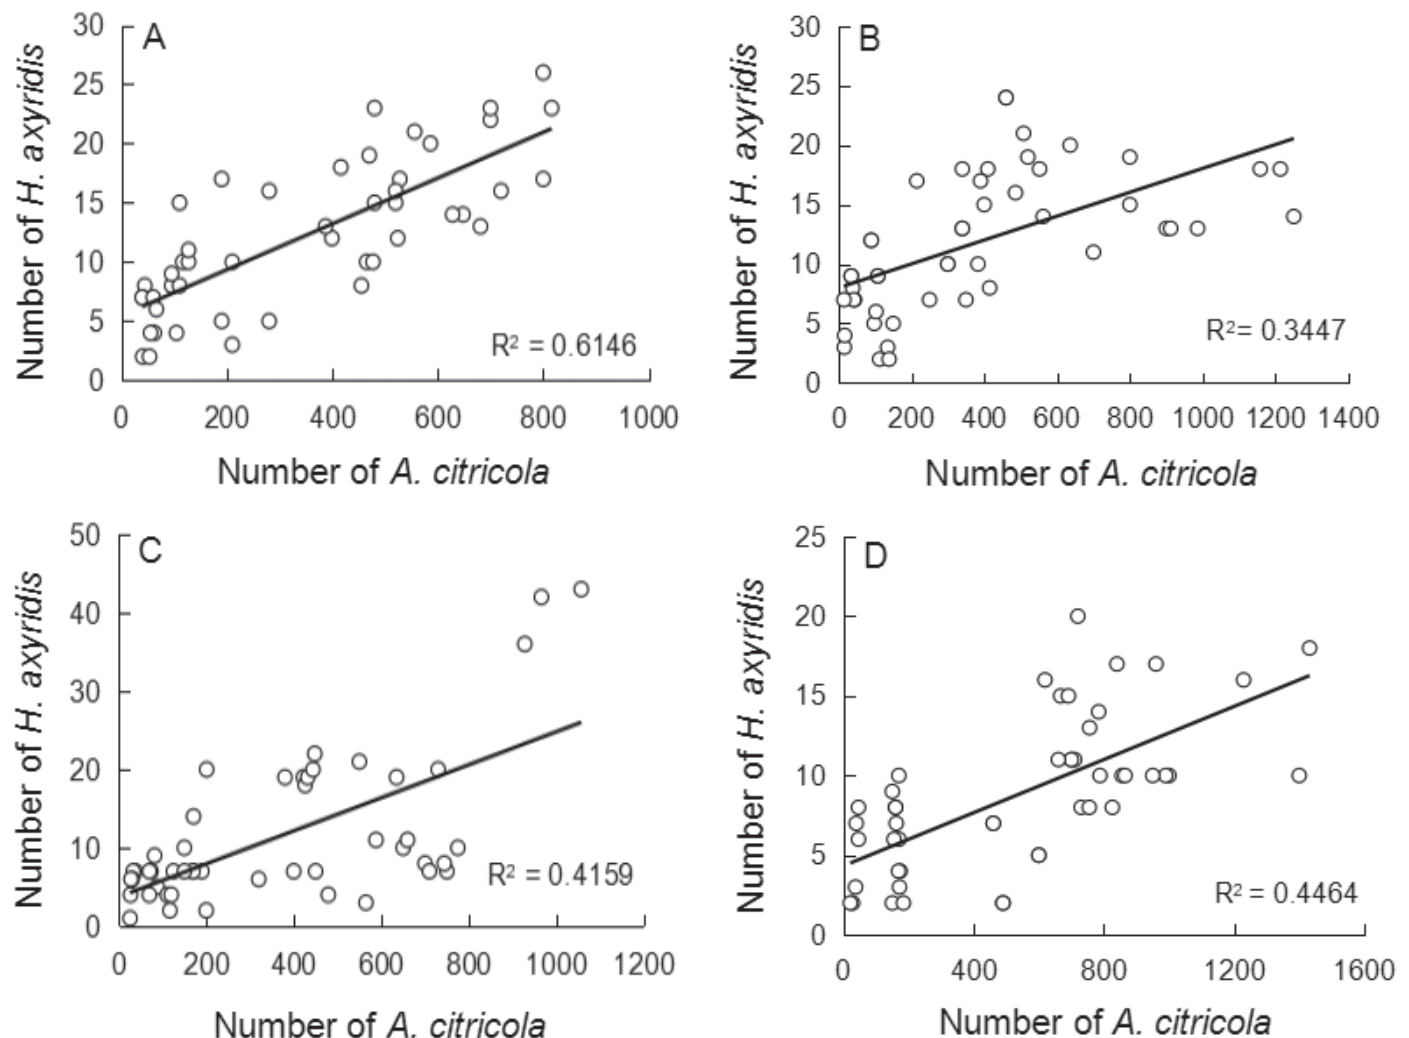 A
30
25
20
15
10
5
0
Number of H. axyridis
R² = 0.6146
0 200 400 600 800 1000
Number of A. citricola
B
30
25
20
15
10
5
0
Number of H. axyridis
R²= 0.3447
0 200 400 600 800 1000 1200 1400
Number of A. citricola
C
50
40
30
20
10
0
Number of H. axyridis
R² = 0.4159
0 200 400 600 800 1000 1200
Number of A. citricola
D
25
20
15
10
5
0
Number of H. axyridis
R² = 0.4464
0 400 800 1200 1600
Number of A. citricola